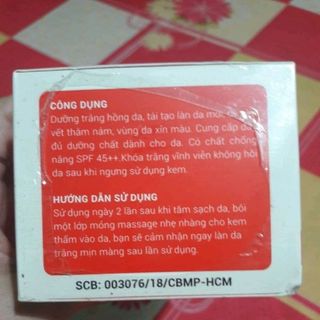 CÔNG DỤNG
Dưỡng trắng hồng da, tái tạo làn da mới,
vết thâm nám, vùng da xỉn màu. Cung cấp đầy
đủ dưỡng chất dành cho da. Có chất chống
nắng SPF 45++.Khóa trắng vĩnh viễn không hồi
da sau khi ngưng sử dụng kem.
HƯỚNG DẪN SỬ DỤNG
Sử dụng ngày 2 lần sau khi tắm sạch da, bôi
một lớp mỏng massage nhẹ nhàng cho kem
thấm vào da, bạn sẽ cảm nhận ngay làn da
trắng mịn màng sau lần sử dụng.
SCB: 003076/18/CBMP-HCM